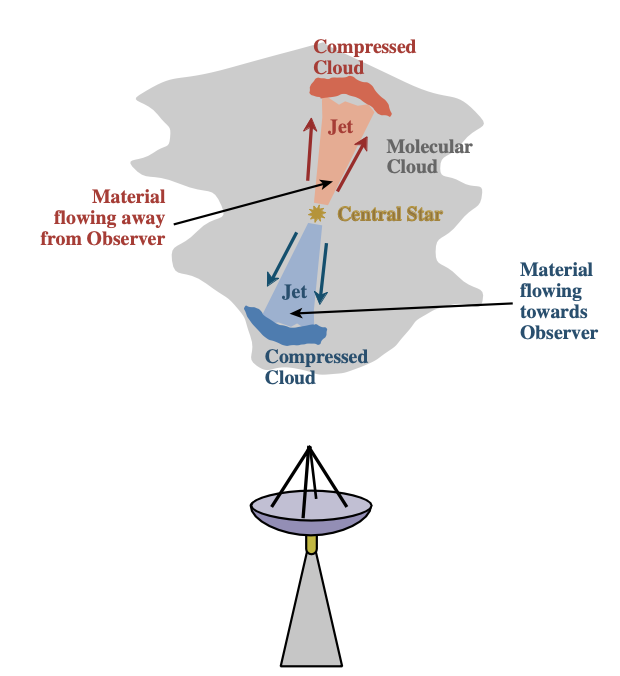 Compressed
Cloud
Jet
Molecular
Cloud
Material
flowing away
from Observer
Central Star
Material
flowing
towards
Observer
Jet
Compressed
Cloud